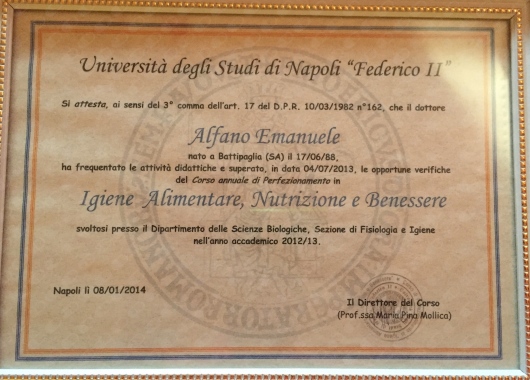 Università degli Studi di Napoli “Federico II”
Si attesta, ai sensi del 3° comma dell'art. 17 del D.P.R. 10/03/1982 n°162, che il dottore
Alfano Emanuele
nato a Battipaglia (SA) il 17/06/88,
ha frequentato le attività didattiche e superato, in data 04/07/2013, le opportune verifiche
del Corso annuale di Perfezionamento in
Igiene Alimentare, Nutrizione e Benessere
svoltosi presso il Dipartimento delle Scienze Biologiche, Sezione di Fisiologia e Igiene
nell'anno accademico 2012/13.
Napoli lì 08/01/2014
Il Direttore del Corso
(Prof.ssa Maria Pina Mollica)